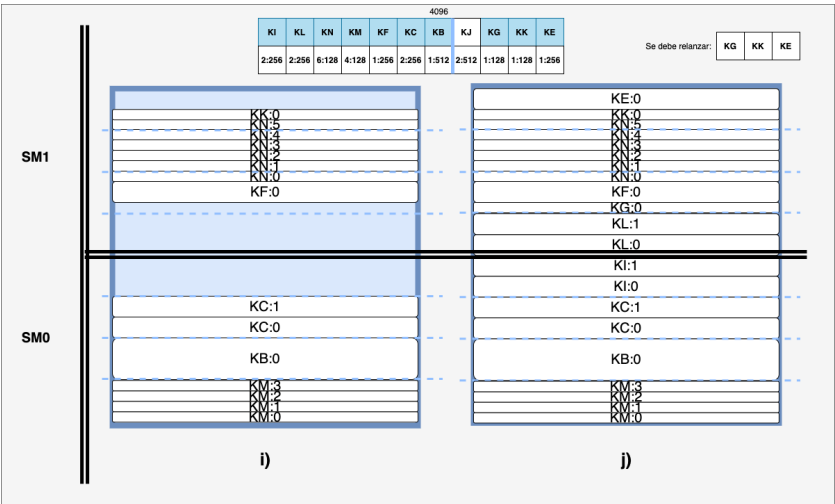 4096
KI KL KN KM KF KC KB KJ KG KK KE
2:256 2:256 6:128 4:128 1:256 2:256 1:512 2:512 1:128 1:128 1:256
Se debe relanzar: KG KK KE
SM1
KK:0
KN:5
KN:4
KN:3
KN:2
KN:1
KN:0
KF:0
KE:0
KK:0
KN:5
KN:4
KN:3
KN:2
KN:1
KN:0
KF:0
KG:0
KL:1
KL:0
SM0
KC:1
KC:0
KB:0
KM:3
KM:2
KM:1
KM:0
KI:1
KI:0
KC:1
KC:0
KB:0
KM:3
KM:2
KM:1
KM:0
i)
j)